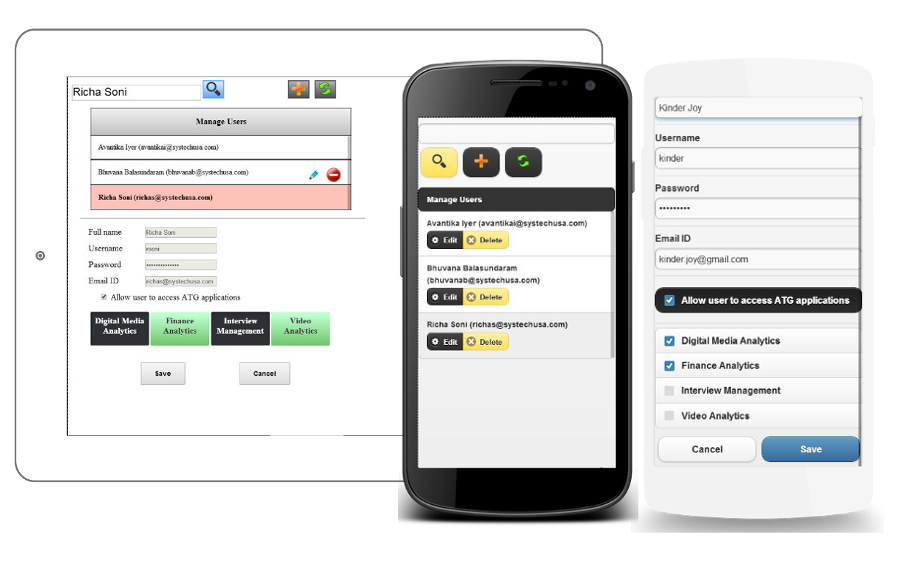 Richa Soni
Manage Users
Avantika Iyer (avantikai@systechusa.com)
Bhuvana Balasundaram (bhuvanab@systechusa.com)
Richa Soni (richas@systechusa.com)
Full name
Richa Soni
Username
rsoni
Password
••••••••••••••
Email ID
richas@systechusa.com
Allow user to access ATG applications
Digital Media
Analytics
Finance
Analytics
Interview
Management
Video
Analytics
Save
Cancel
Manage Users
Avantika Iyer (avantikai@systechusa.com)
Edit Delete
Bhuvana Balasundaram
(bhuvanab@systechusa.com)
Edit Delete
Richa Soni (richas@systechusa.com)
Edit Delete
Kinder Joy
Username
kinder
Password
•••••••••
Email ID
kinder.joy@gmail.com
Allow user to access ATG applications
Digital Media Analytics
Finance Analytics
Interview Management
Video Analytics
Cancel
Save